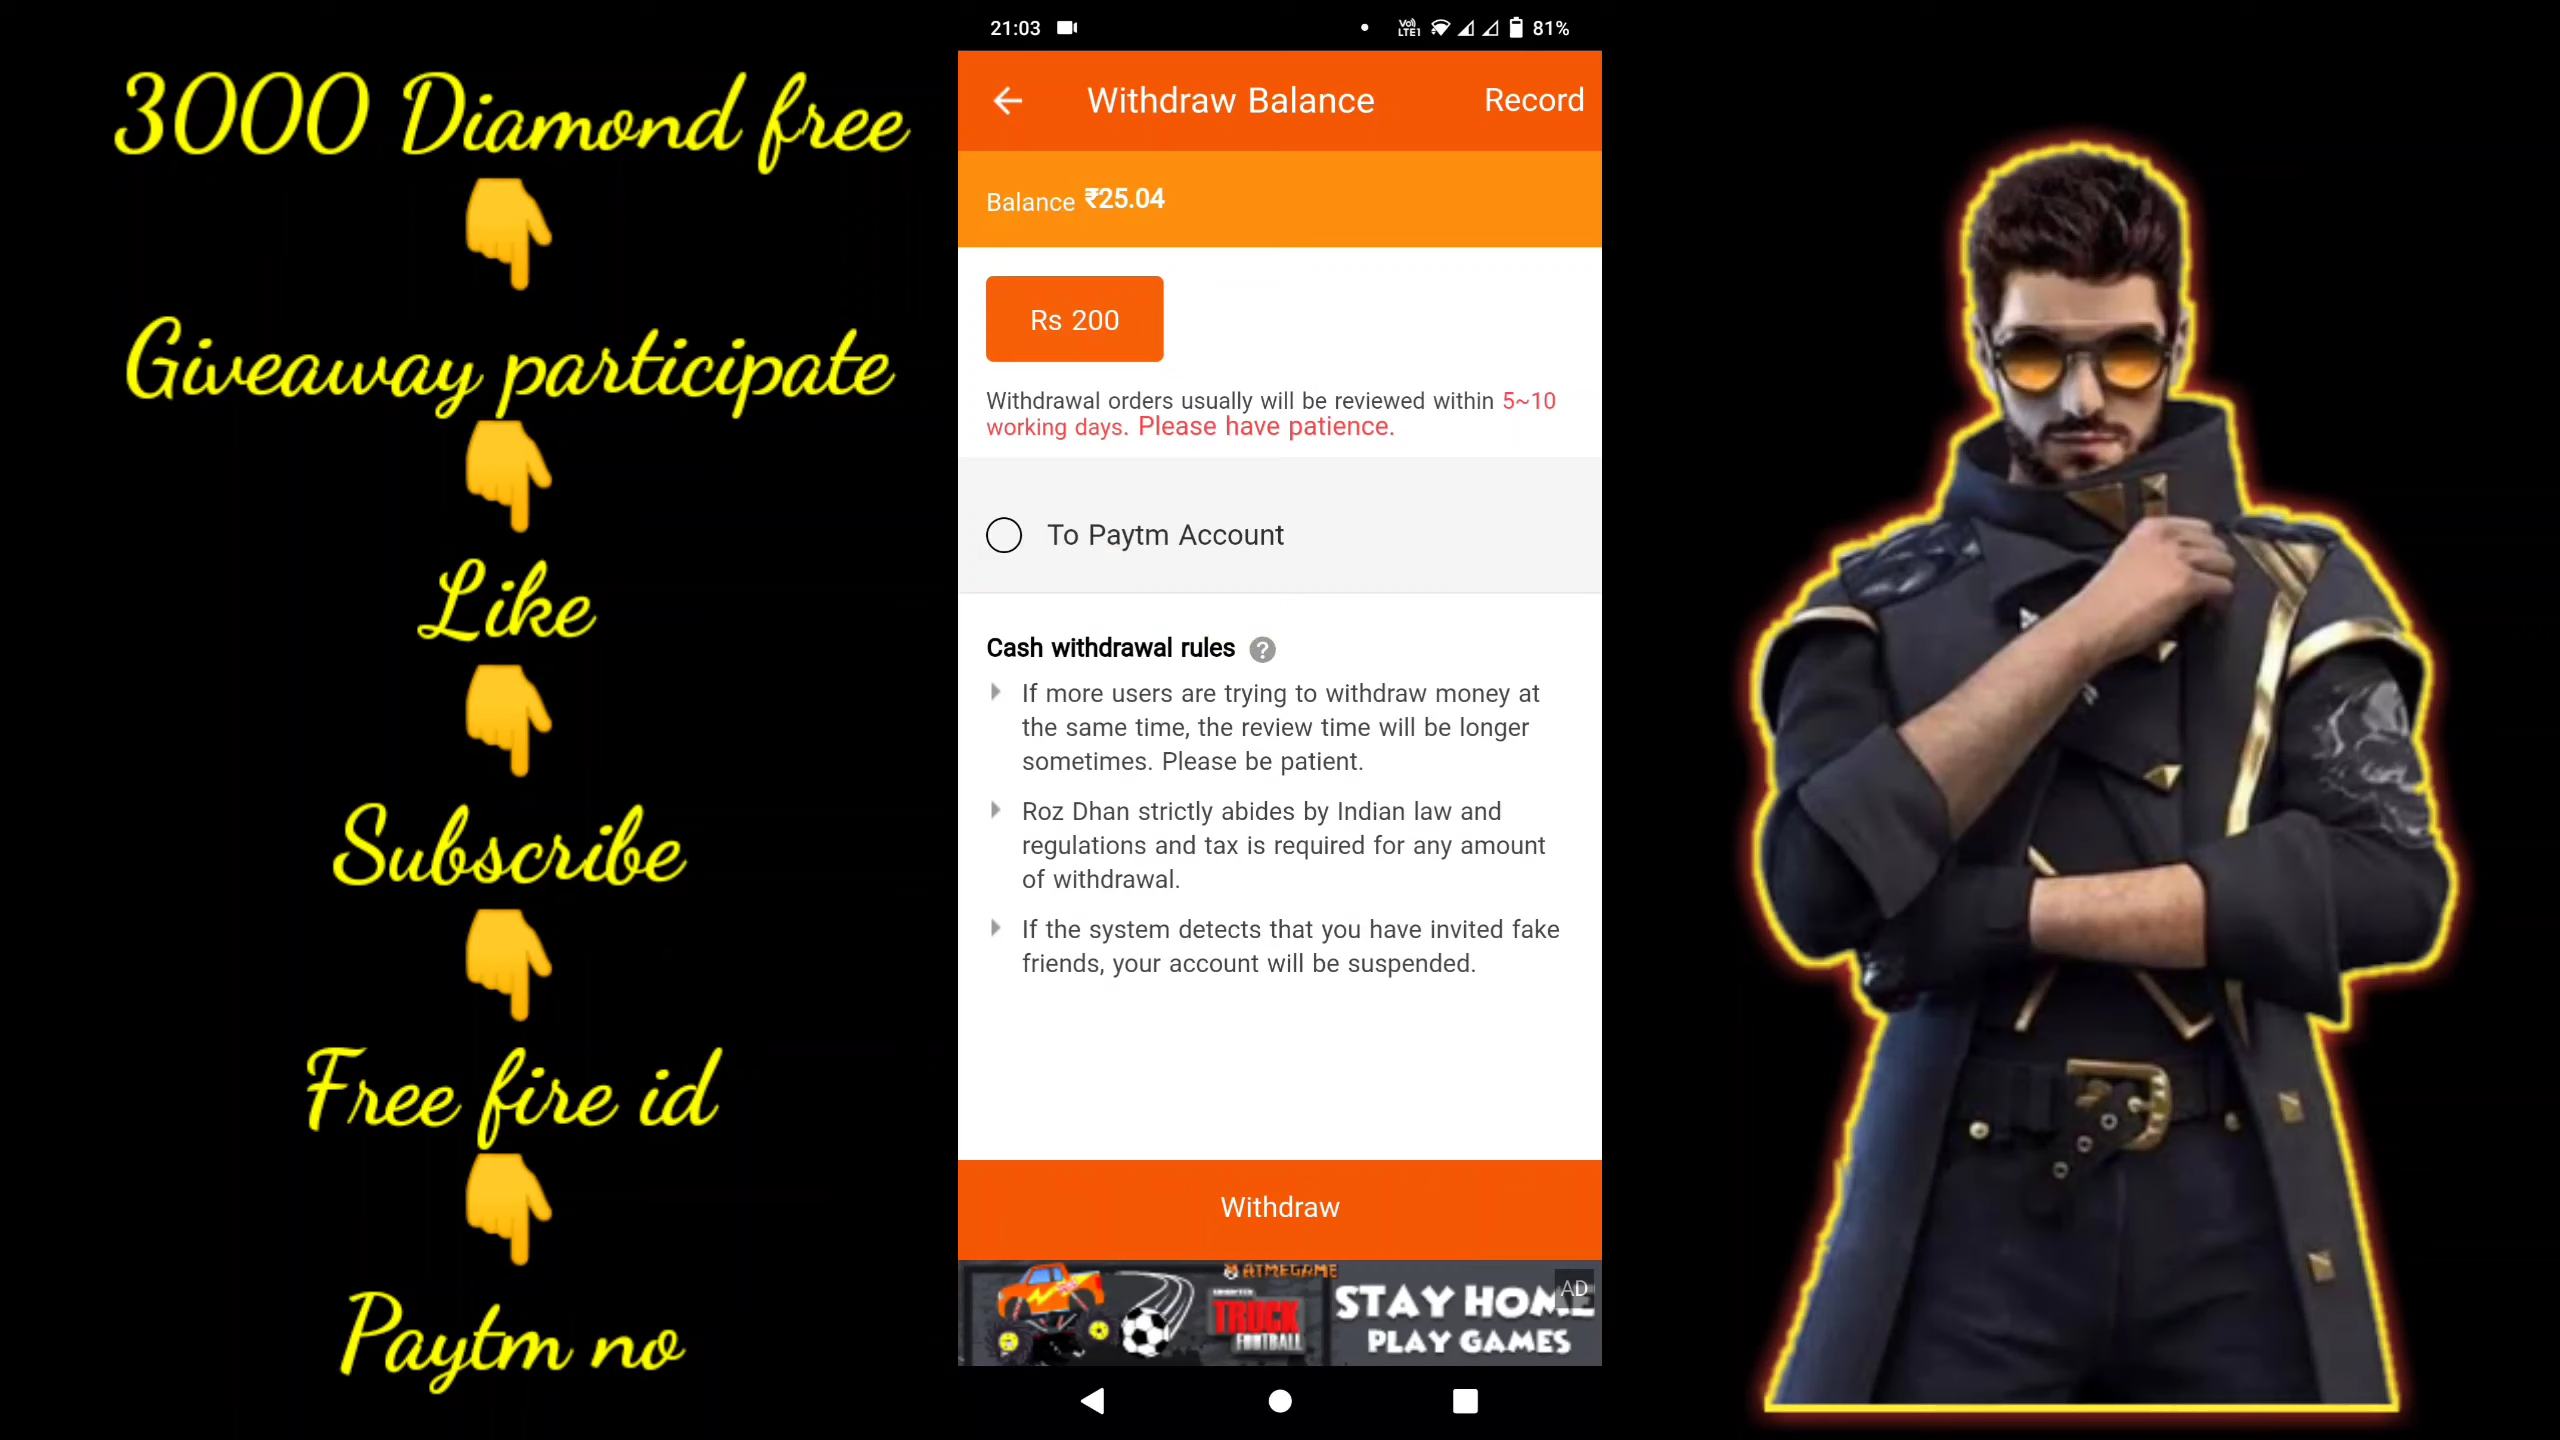 3000 Diamond free
Giveaway participate
Like
Subscribe
Free fire id
Paytm no
21:03
Vo)) LTE1
81%
Withdraw Balance
Record
Balance ₹25.04
Rs 200
Withdrawal orders usually will be reviewed within 5~10
working days. Please have patience.
To Paytm Account
Cash withdrawal rules ?
If more users are trying to withdraw money at
the same time, the review time will be longer
sometimes. Please be patient.
Roz Dhan strictly abides by Indian law and
regulations and tax is required for any amount
of withdrawal.
If the system detects that you have invited fake
friends, your account will be suspended.
Withdraw
ATMEGAME
TRUCK
FOOTBALL
STAY HOME
PLAY GAMES
AD